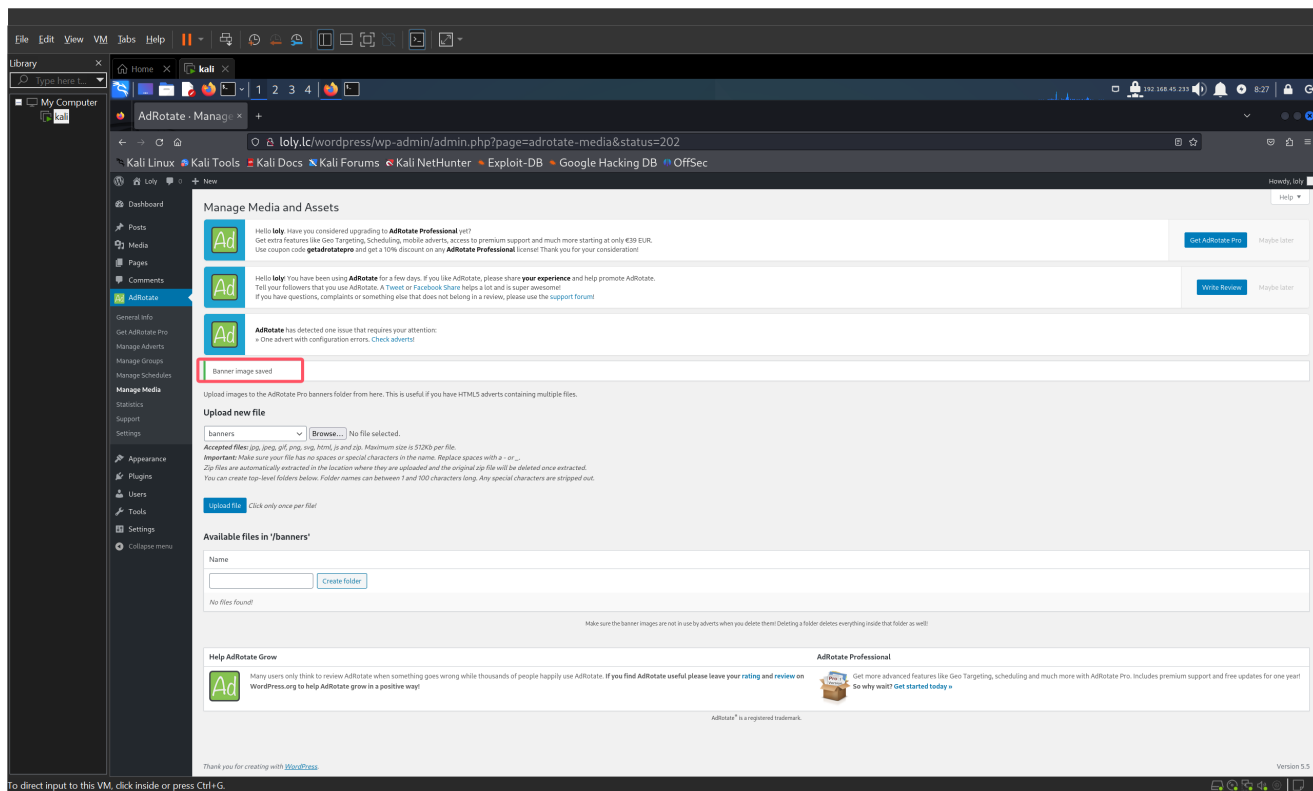 File Edit View VM Tabs Help
Library
Home
kali
Type here t...
1 2 3 4
192.168.45.233
8:27
My Computer
kali
AdRotate · Manage
loly.lc/wordpress/wp-admin/admin.php?page=adrotate-media&status=202
Kali Linux Kali Tools Kali Docs Kali Forums Kali NetHunter Exploit-DB Google Hacking DB OffSec
Loly 0 + New
Howdy, loly
Help
Dashboard
Posts
Media
Pages
Comments
AdRotate
General Info
Get AdRotate Pro
Manage Adverts
Manage Groups
Manage Schedules
Manage Media
Statistics
Support
Settings
Appearance
Plugins
Users
Tools
Settings
Collapse menu
Manage Media and Assets
Ad
Hello loly. Have you considered upgrading to AdRotate Professional yet?
Get extra features like Geo Targeting, Scheduling, mobile adverts, access to premium support and much more starting at only €39 EUR.
Use coupon code getadrotatepro and get a 10% discount on any AdRotate Professional license! Thank you for your consideration!
Get AdRotate Pro
Maybe later
Ad
Hello loly! You have been using AdRotate for a few days. If you like AdRotate, please share your experience and help promote AdRotate.
Tell your followers that you use AdRotate. A Tweet or Facebook Share helps a lot and is super awesome!
If you have questions, complaints or something else that does not belong in a review, please use the support forum!
Write Review
Maybe later
Ad
AdRotate has detected one issue that requires your attention:
» One advert with configuration errors. Check adverts!
Banner image saved
Upload images to the AdRotate Pro banners folder from here. This is useful if you have HTML5 adverts containing multiple files.
Upload new file
banners
Browse... No file selected.
Accepted files: jpg, jpeg, gif, png, svg, html, js and zip. Maximum size is 512Kb per file.
Important: Make sure your file has no spaces or special characters in the name. Replace spaces with a - or _.
Zip files are automatically extracted in the location where they are uploaded and the original zip file will be deleted once extracted.
You can create top-level folders below. Folder names can between 1 and 100 characters long. Any special characters are stripped out.
Upload file Click only once per file!
Available files in '/banners'
Name
Create folder
No files found!
Make sure the banner images are not in use by adverts when you delete them! Deleting a folder deletes everything inside that folder as well!
Help AdRotate Grow
Ad
Many users only think to review AdRotate when something goes wrong while thousands of people happily use AdRotate. If you find AdRotate useful please leave your rating and review on
WordPress.org to help AdRotate grow in a positive way!
AdRotate Professional
Get more advanced features like Geo Targeting, scheduling and much more with AdRotate Pro. Includes premium support and free updates for one year!
So why wait? Get started today »
AdRotate® is a registered trademark.
Thank you for creating with WordPress.
Version 5.5
To direct input to this VM, click inside or press Ctrl+G.